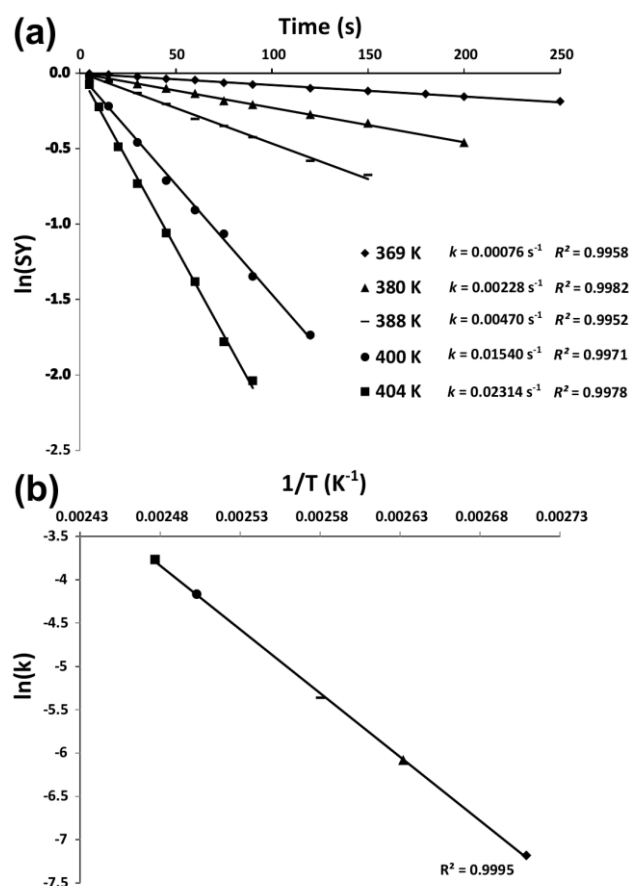 (a)
Time (s)
0 50 100 150 200 250
0.0
-0.5
-1.0
-1.5
-2.0
-2.5
ln(SY)
369 K k = 0.00076 s⁻¹ R² = 0.9958
380 K k = 0.00228 s⁻¹ R² = 0.9982
388 K k = 0.00470 s⁻¹ R² = 0.9952
400 K k = 0.01540 s⁻¹ R² = 0.9971
404 K k = 0.02314 s⁻¹ R² = 0.9978
(b)
1/T (K⁻¹)
0.00243 0.00248 0.00253 0.00258 0.00263 0.00268 0.00273
-3.5
-4
-4.5
-5
-5.5
-6
-6.5
-7
-7.5
ln(k)
R² = 0.9995